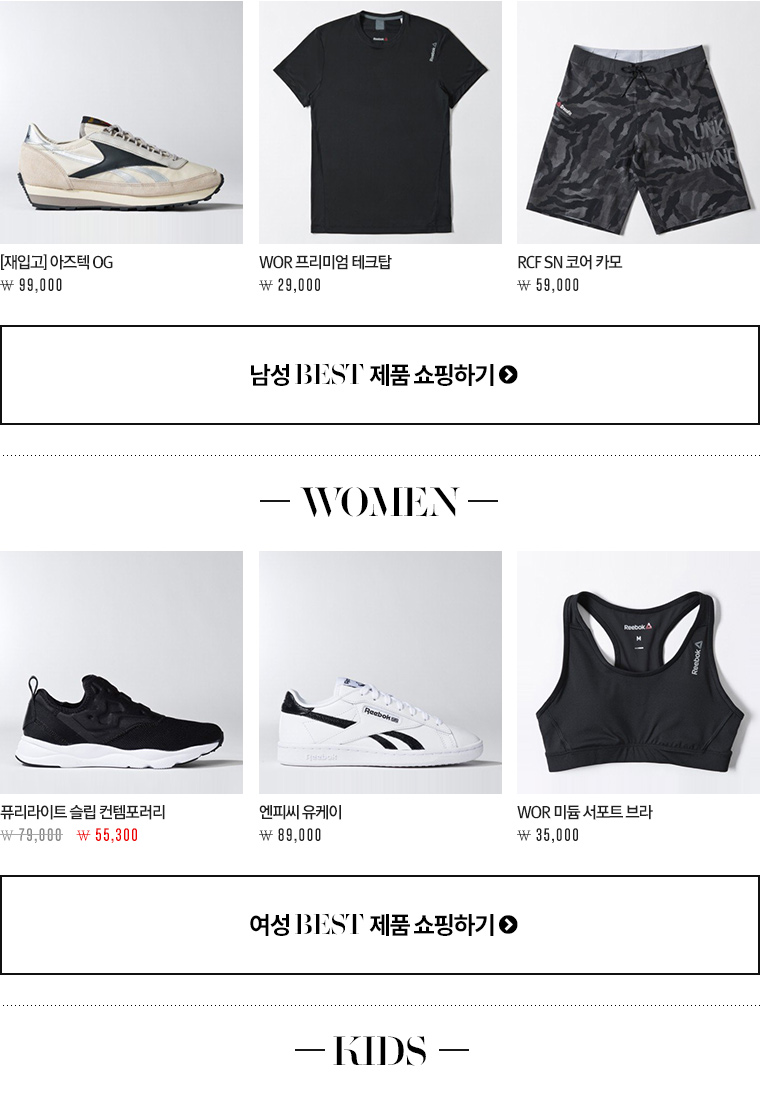 [재입고] 아즈텍 OG
₩ 99,000
WOR 프리미엄 테크탑
₩ 29,000
RCF SN 코어 카모
₩ 59,000
남성 BEST 제품 쇼핑하기
WOMEN
Reebok
Reebok
Reebok
M
Reebok
퓨리라이트 슬립 컨템포러리
₩ 79,000 ₩ 55,300
엔피씨 유케이
₩ 89,000
WOR 미듐 서포트 브라
₩ 35,000
여성 BEST 제품 쇼핑하기
KIDS